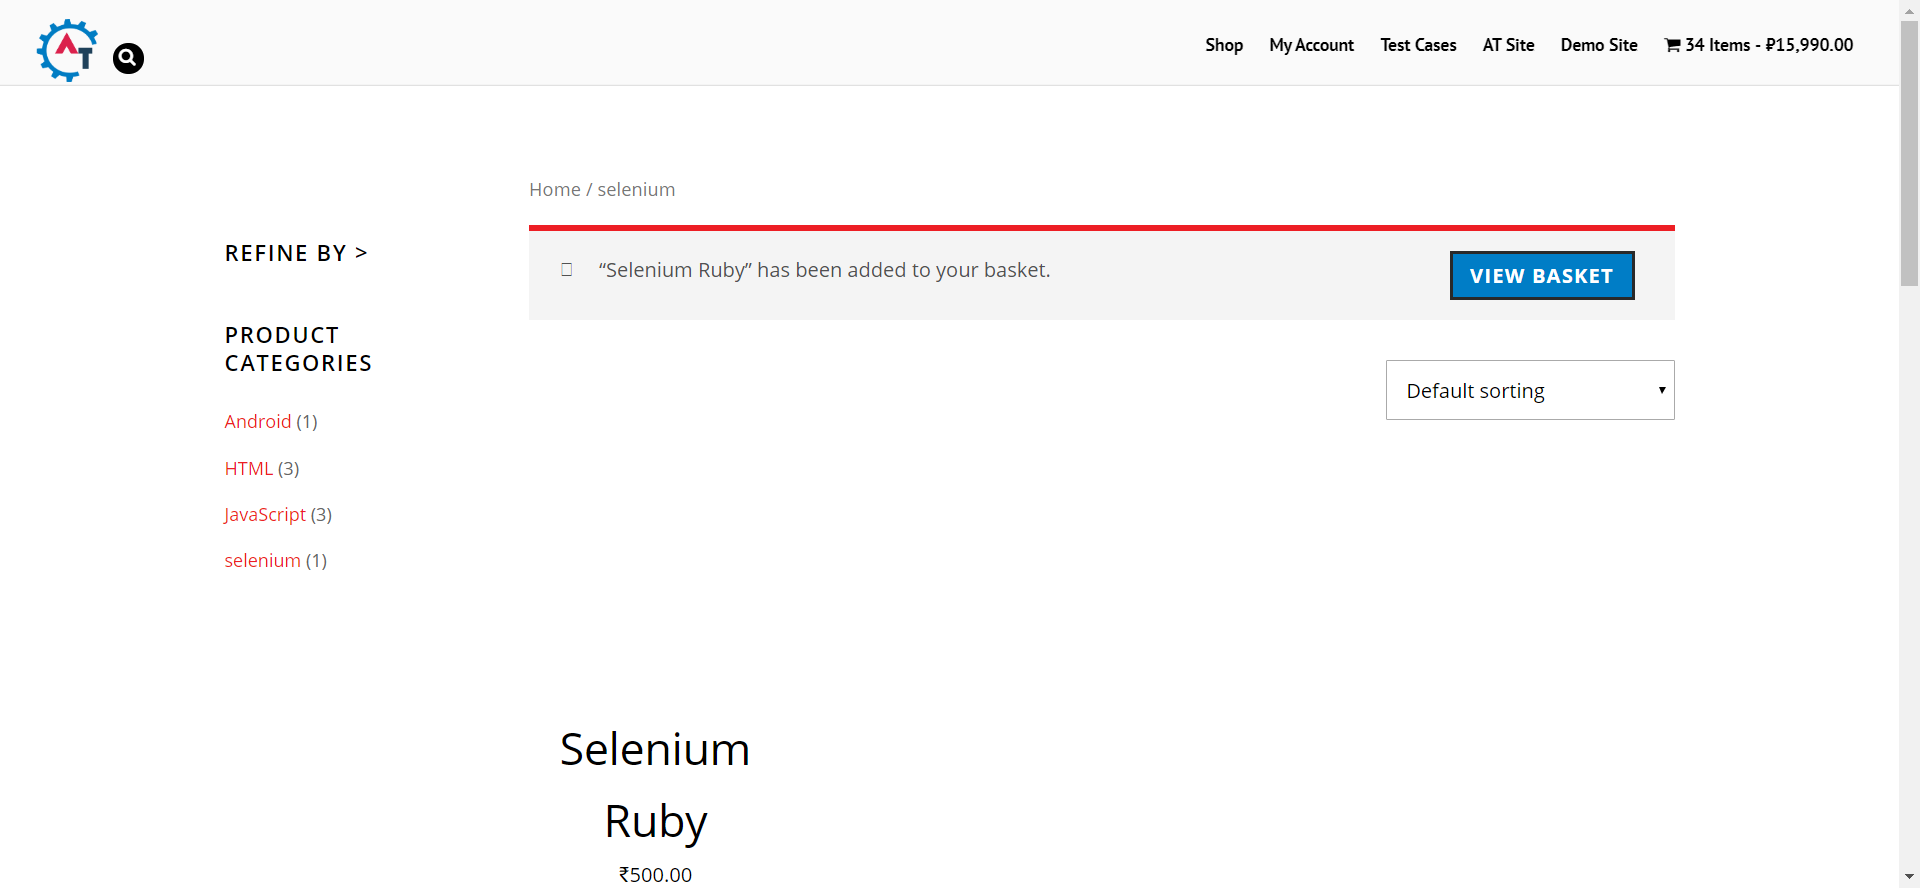 AT
Shop
My Account
Test Cases
AT Site
Demo Site
34 Items - ₽15,990.00
Home / selenium
REFINE BY >
“Selenium Ruby” has been added to your basket.
VIEW BASKET
PRODUCT
CATEGORIES
Default sorting
Android (1)
HTML (3)
JavaScript (3)
selenium (1)
Selenium
Ruby
₹500.00